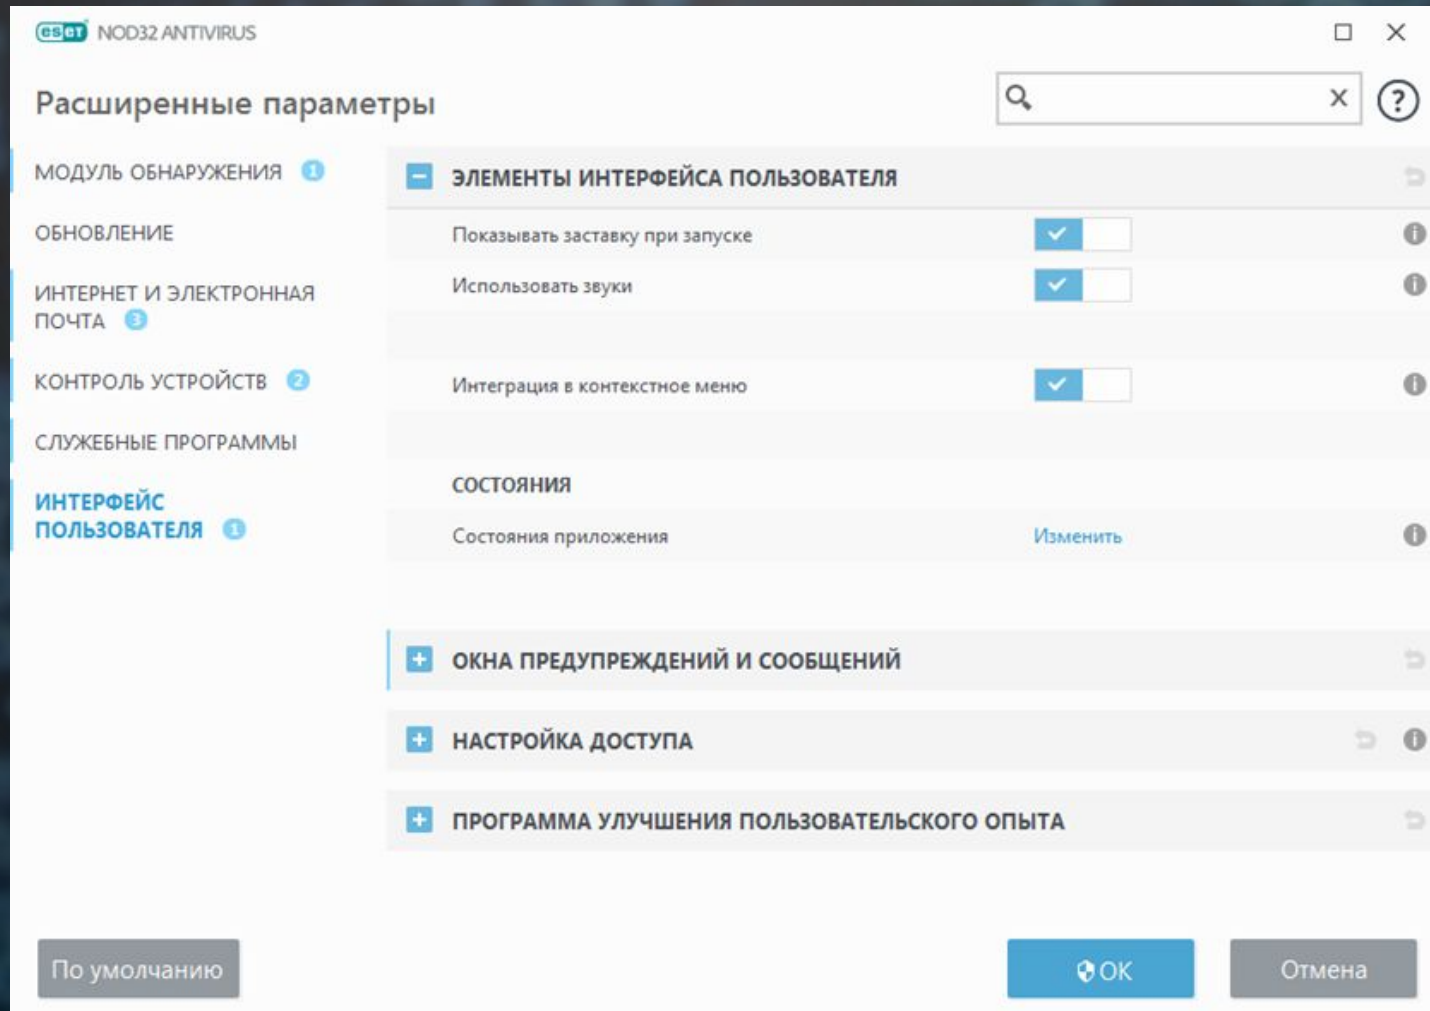 eset NOD32 ANTIVIRUS
Расширенные параметры
МОДУЛЬ ОБНАРУЖЕНИЯ 1
ОБНОВЛЕНИЕ
ИНТЕРНЕТ И ЭЛЕКТРОННАЯ
ПОЧТА 3
КОНТРОЛЬ УСТРОЙСТВ 2
СЛУЖЕБНЫЕ ПРОГРАММЫ
ИНТЕРФЕЙС
ПОЛЬЗОВАТЕЛЯ 1
ЭЛЕМЕНТЫ ИНТЕРФЕЙСА ПОЛЬЗОВАТЕЛЯ
Показывать заставку при запуске
Использовать звуки
Интеграция в контекстное меню
СОСТОЯНИЯ
Состояния приложения Изменить
ОКНА ПРЕДУПРЕЖДЕНИЙ И СООБЩЕНИЙ
НАСТРОЙКА ДОСТУПА
ПРОГРАММА УЛУЧШЕНИЯ ПОЛЬЗОВАТЕЛЬСКОГО ОПЫТА
По умолчанию OK Отмена